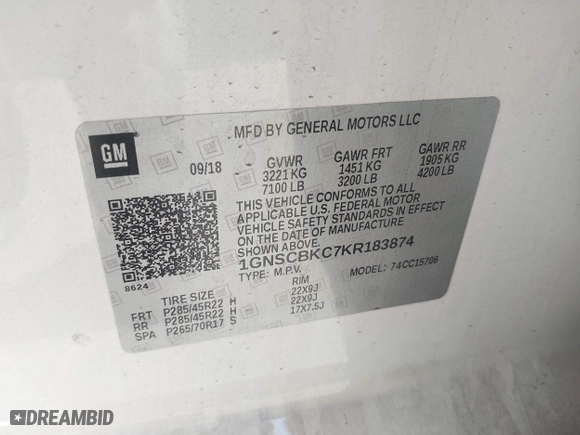 MFD BY GENERAL MOTORS LLC
GM
09/18
GVWR GAWR FRT GAWR RR
3221 KG 1451 KG 1905 KG
7100 LB 3200 LB 4200 LB
THIS VEHICLE CONFORMS TO ALL
APPLICABLE U.S. FEDERAL MOTOR
VEHICLE SAFETY STANDARDS IN EFFECT
ON THE DATE OF MANUFACTURE
SHOWN ABOVE.
1GNSCBKC7KR183874
TYPE: M.P.V. MODEL: 74CC15706
8624
TIRE SIZE RIM
FRT P285/45R22 H 22X9J
RR P285/45R22 H 22X9J
SPA P265/70R17 S 17X7.5J
DREAMBID